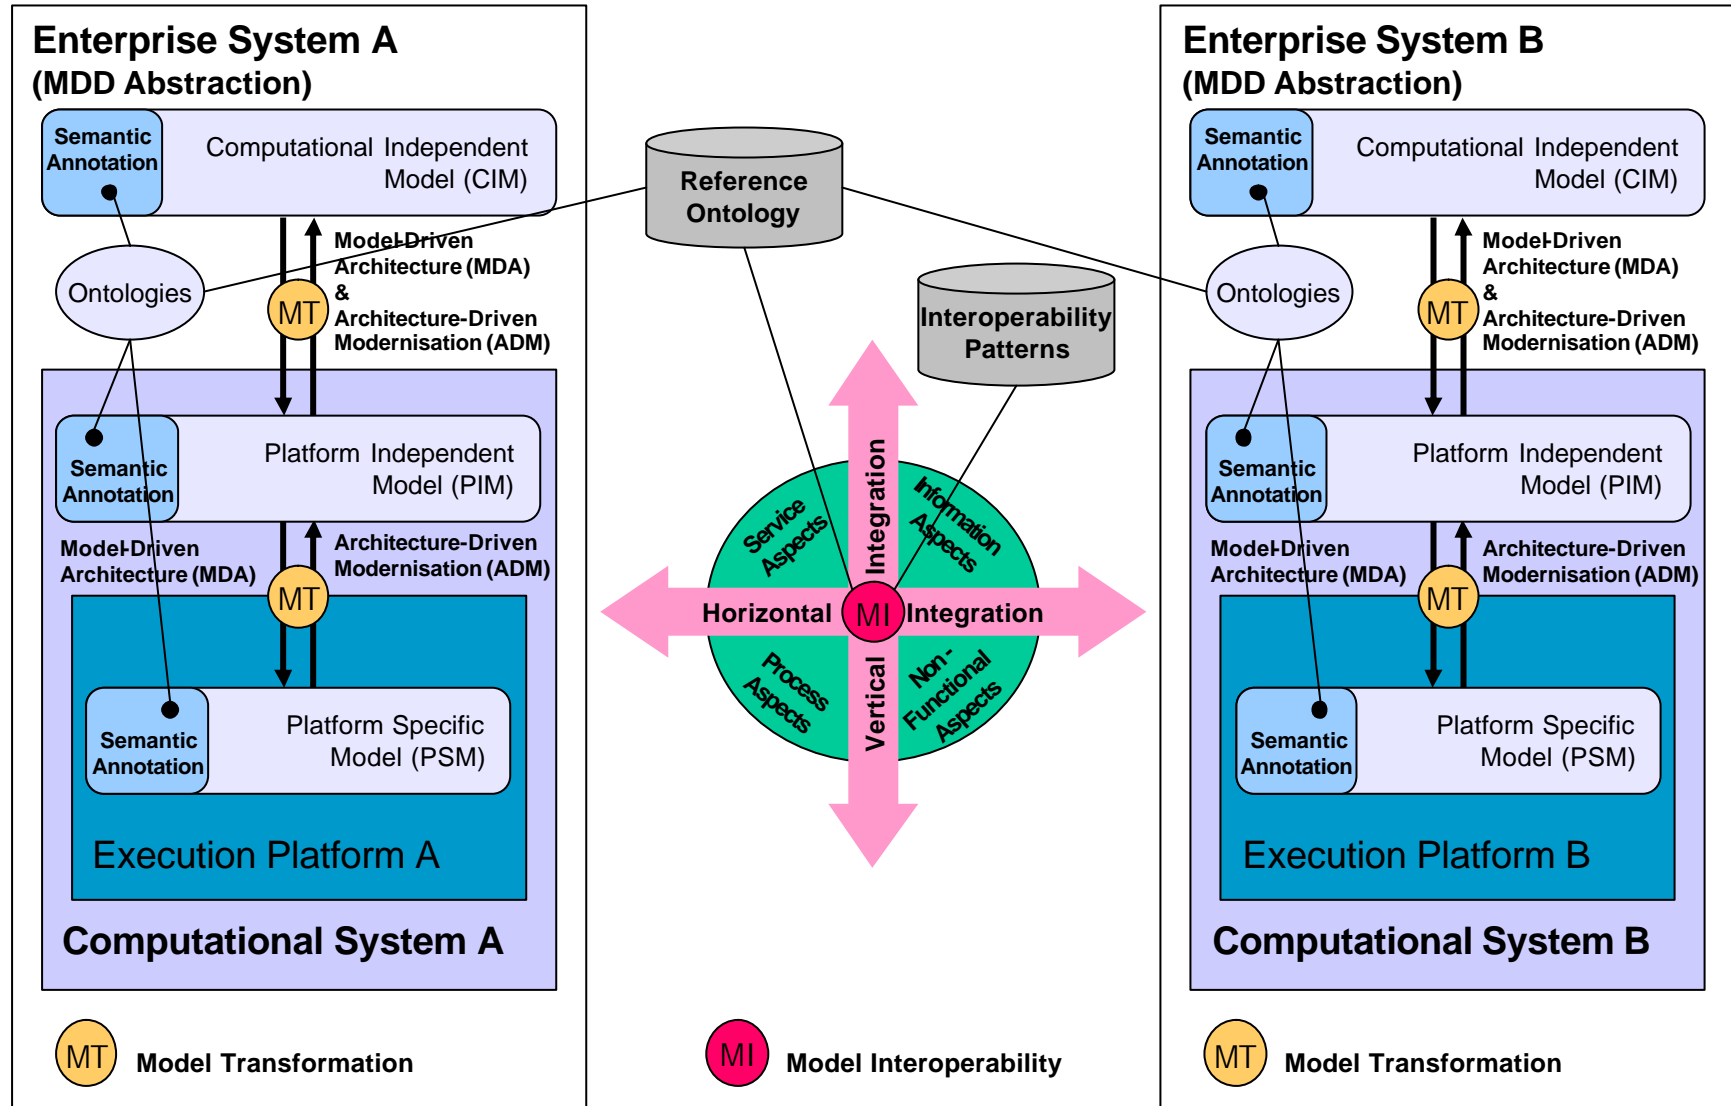 Enterprise System A
(MDD Abstraction)
Semantic
Annotation
Computational Independent
Model (CIM)
Ontologies
MT
Model-Driven
Architecture (MDA)
&
Architecture-Driven
Modernisation (ADM)
Semantic
Annotation
Platform Independent
Model (PIM)
Model-Driven
Architecture (MDA)
MT
Architecture-Driven
Modernisation (ADM)
Semantic
Annotation
Platform Specific
Model (PSM)
Execution Platform A
Computational System A
MT
Model Transformation
Reference
Ontology
Interoperability
Patterns
Service
Aspects
Information
Aspects
Vertical Integration
Horizontal
MI
Integration
Process
Aspects
Non-
Functional
Aspects
MI
Model Interoperability
Enterprise System B
(MDD Abstraction)
Semantic
Annotation
Computational Independent
Model (CIM)
Ontologies
MT
Model-Driven
Architecture (MDA)
&
Architecture-Driven
Modernisation (ADM)
Semantic
Annotation
Platform Independent
Model (PIM)
Model-Driven
Architecture (MDA)
MT
Architecture-Driven
Modernisation (ADM)
Semantic
Annotation
Platform Specific
Model (PSM)
Execution Platform B
Computational System B
MT
Model Transformation